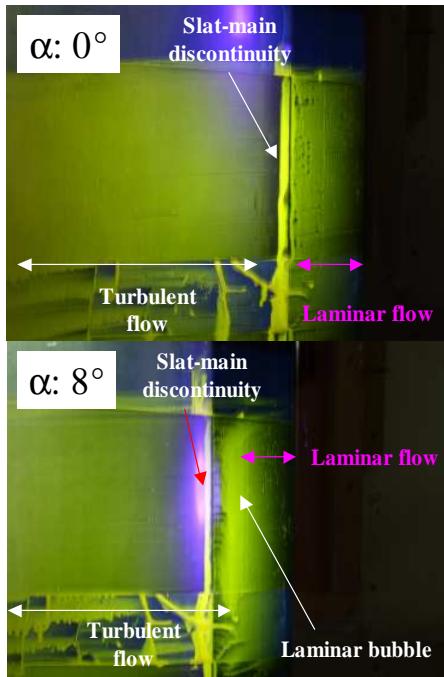 α: 0°
Slat-main
discontinuity
Turbulent
flow
Laminar flow
α: 8°
Slat-main
discontinuity
Laminar flow
Turbulent
flow
Laminar bubble